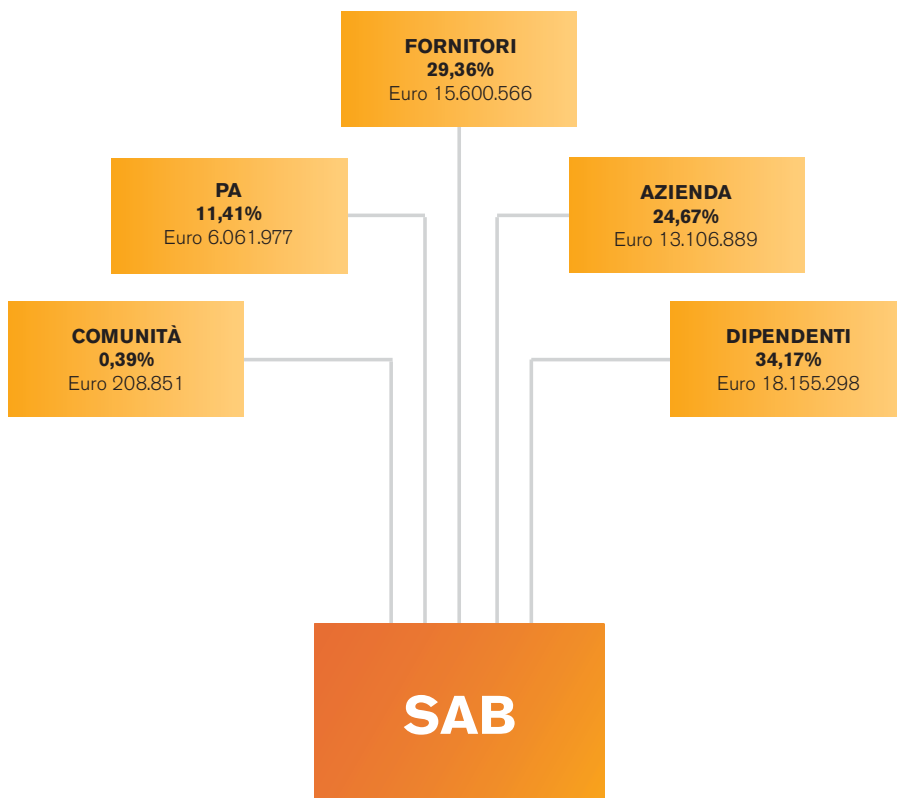 FORNITORI
29,36%
Euro 15.600.566
PA
11,41%
Euro 6.061.977
AZIENDA
24,67%
Euro 13.106.889
COMUNITÀ
0,39%
Euro 208.851
DIPENDENTI
34,17%
Euro 18.155.298
SAB